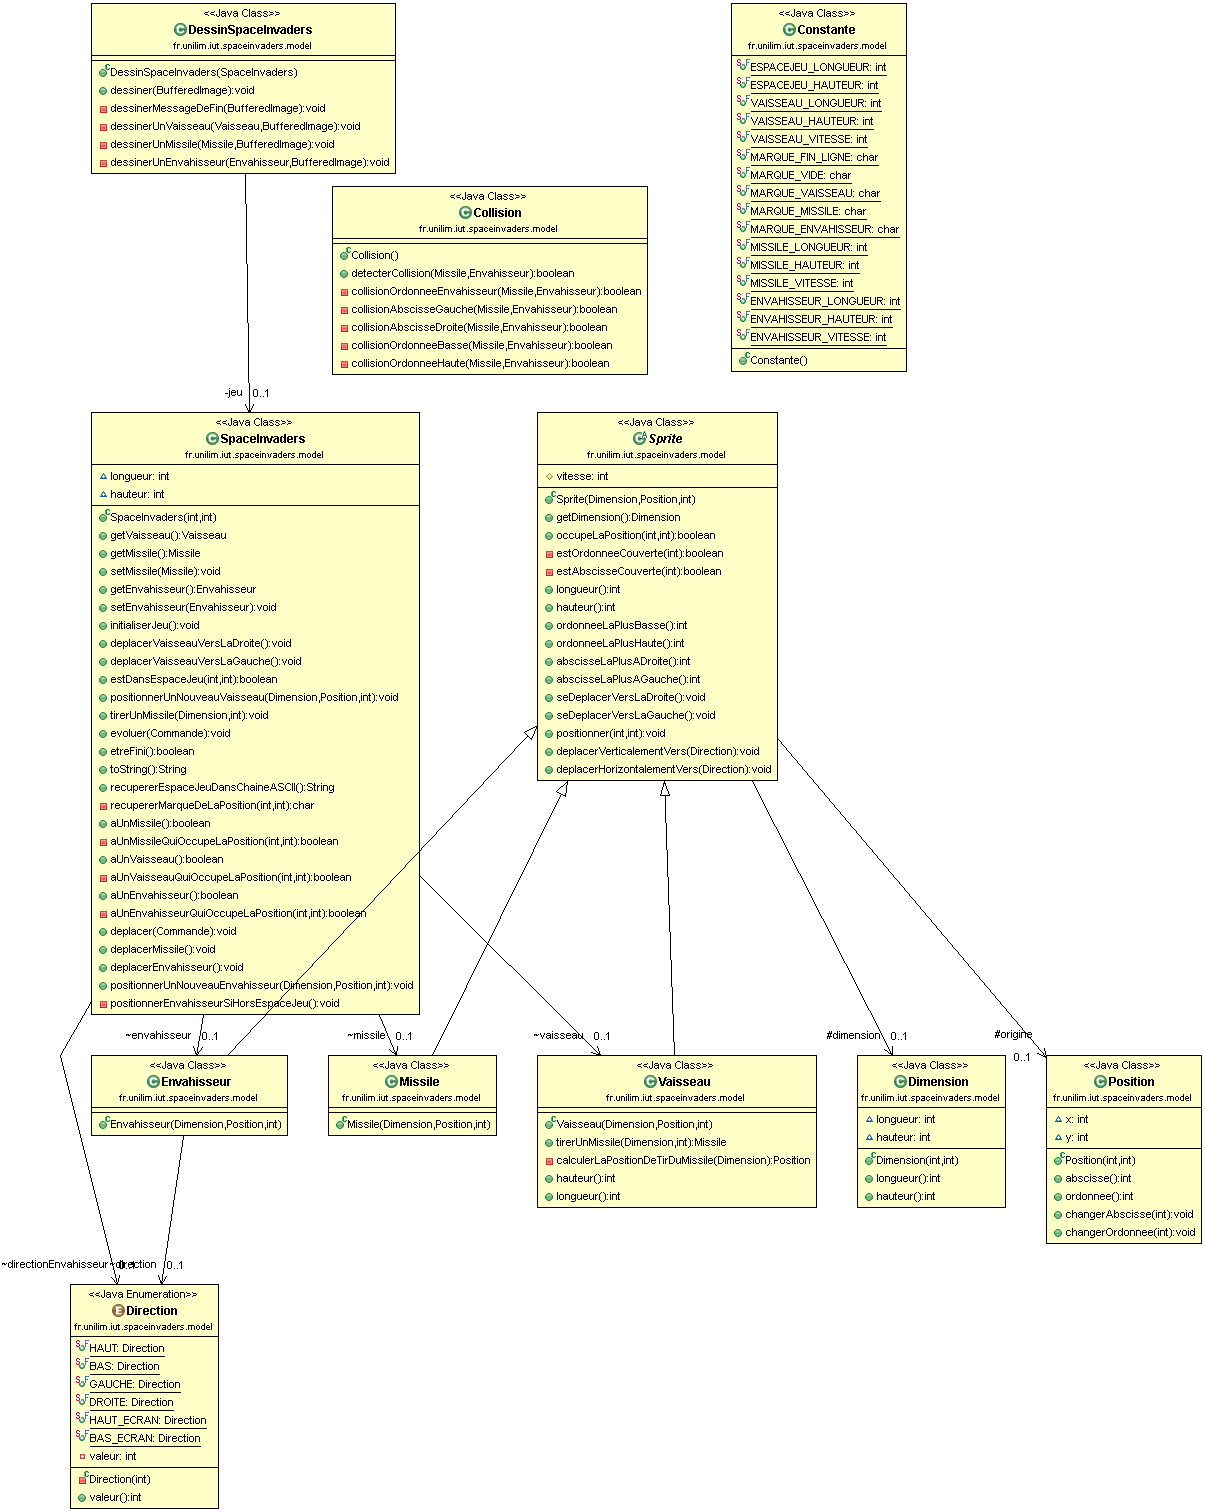 <<Java Class>>
DessinSpaceInvaders
fr.unilim.iut.spaceinvaders.model
DessinSpaceInvaders(SpaceInvaders)
dessiner(BufferedImage):void
dessinerMessageDeFin(BufferedImage):void
dessinerUnVaisseau(Vaisseau,BufferedImage):void
dessinerUnMissile(Missile,BufferedImage):void
dessinerUnEnvahisseur(Envahisseur,BufferedImage):void
<<Java Class>>
Constante
fr.unilim.iut.spaceinvaders.model
ESPACEJEU_LONGUEUR: int
ESPACEJEU_HAUTEUR: int
VAISSEAU_LONGUEUR: int
VAISSEAU_HAUTEUR: int
VAISSEAU_VITESSE: int
MARQUE_FIN_LIGNE: char
MARQUE_VIDE: char
MARQUE_VAISSEAU: char
MARQUE_MISSILE: char
MARQUE_ENVAHISSEUR: char
MISSILE_LONGUEUR: int
MISSILE_HAUTEUR: int
MISSILE_VITESSE: int
ENVAHISSEUR_LONGUEUR: int
ENVAHISSEUR_HAUTEUR: int
ENVAHISSEUR_VITESSE: int
Constante()
<<Java Class>>
Collision
fr.unilim.iut.spaceinvaders.model
Collision()
detecterCollision(Missile,Envahisseur):boolean
collisionOrdonneeEnvahisseur(Missile,Envahisseur):boolean
collisionAbscisseGauche(Missile,Envahisseur):boolean
collisionAbscisseDroite(Missile,Envahisseur):boolean
collisionOrdonneeBasse(Missile,Envahisseur):boolean
collisionOrdonneeHaute(Missile,Envahisseur):boolean
-jeu 0..1
<<Java Class>>
SpaceInvaders
fr.unilim.iut.spaceinvaders.model
longueur: int
hauteur: int
SpaceInvaders(int,int)
getVaisseau():Vaisseau
getMissile():Missile
setMissile(Missile):void
getEnvahisseur():Envahisseur
setEnvahisseur(Envahisseur):void
initialiserJeu():void
deplacerVaisseauVersLaDroite():void
deplacerVaisseauVersLaGauche():void
estDansEspaceJeu(int,int):boolean
positionnerUnNouveauVaisseau(Dimension,Position,int):void
tirerUnMissile(Dimension,int):void
evoluer(Commande):void
etreFini():boolean
toString():String
recupererEspaceJeuDansChaineASCII():String
recupererMarqueDeLaPosition(int,int):char
aUnMissile():boolean
aUnMissileQuiOccupeLaPosition(int,int):boolean
aUnVaisseau():boolean
aUnVaisseauQuiOccupeLaPosition(int,int):boolean
aUnEnvahisseur():boolean
aUnEnvahisseurQuiOccupeLaPosition(int,int):boolean
deplacer(Commande):void
deplacerMissile():void
deplacerEnvahisseur():void
positionnerUnNouveauEnvahisseur(Dimension,Position,int):void
positionnerEnvahisseurSiHorsEspaceJeu():void
<<Java Class>>
Sprite
fr.unilim.iut.spaceinvaders.model
vitesse: int
Sprite(Dimension,Position,int)
getDimension():Dimension
occupeLaPosition(int,int):boolean
estOrdonneeCouverte(int):boolean
estAbscisseCouverte(int):boolean
longueur():int
hauteur():int
ordonneeLaPlusBasse():int
ordonneeLaPlusHaute():int
abscisseLaPlusADroite():int
abscisseLaPlusAGauche():int
seDeplacerVersLaDroite():void
seDeplacerVersLaGauche():void
positionner(int,int):void
deplacerVerticalementVers(Direction):void
deplacerHorizontalementVers(Direction):void
~envahisseur 0..1
~missile 0..1
~vaisseau 0..1
#dimension 0..1
#origine
0..1
<<Java Class>>
Envahisseur
fr.unilim.iut.spaceinvaders.model
Envahisseur(Dimension,Position,int)
<<Java Class>>
Missile
fr.unilim.iut.spaceinvaders.model
Missile(Dimension,Position,int)
<<Java Class>>
Vaisseau
fr.unilim.iut.spaceinvaders.model
Vaisseau(Dimension,Position,int)
tirerUnMissile(Dimension,int):Missile
calculerLaPositionDeTirDuMissile(Dimension):Position
hauteur():int
longueur():int
<<Java Class>>
Dimension
fr.unilim.iut.spaceinvaders.model
longueur: int
hauteur: int
Dimension(int,int)
longueur():int
hauteur():int
<<Java Class>>
Position
fr.unilim.iut.spaceinvaders.model
x: int
y: int
Position(int,int)
abscisse():int
ordonnee():int
changerAbscisse(int):void
changerOrdonnee(int):void
~directionEnvahisseur 0..1 ~direction 0..1
<<Java Enumeration>>
Direction
fr.unilim.iut.spaceinvaders.model
HAUT: Direction
BAS: Direction
GAUCHE: Direction
DROITE: Direction
HAUT_ECRAN: Direction
BAS_ECRAN: Direction
valeur: int
Direction(int)
valeur():int